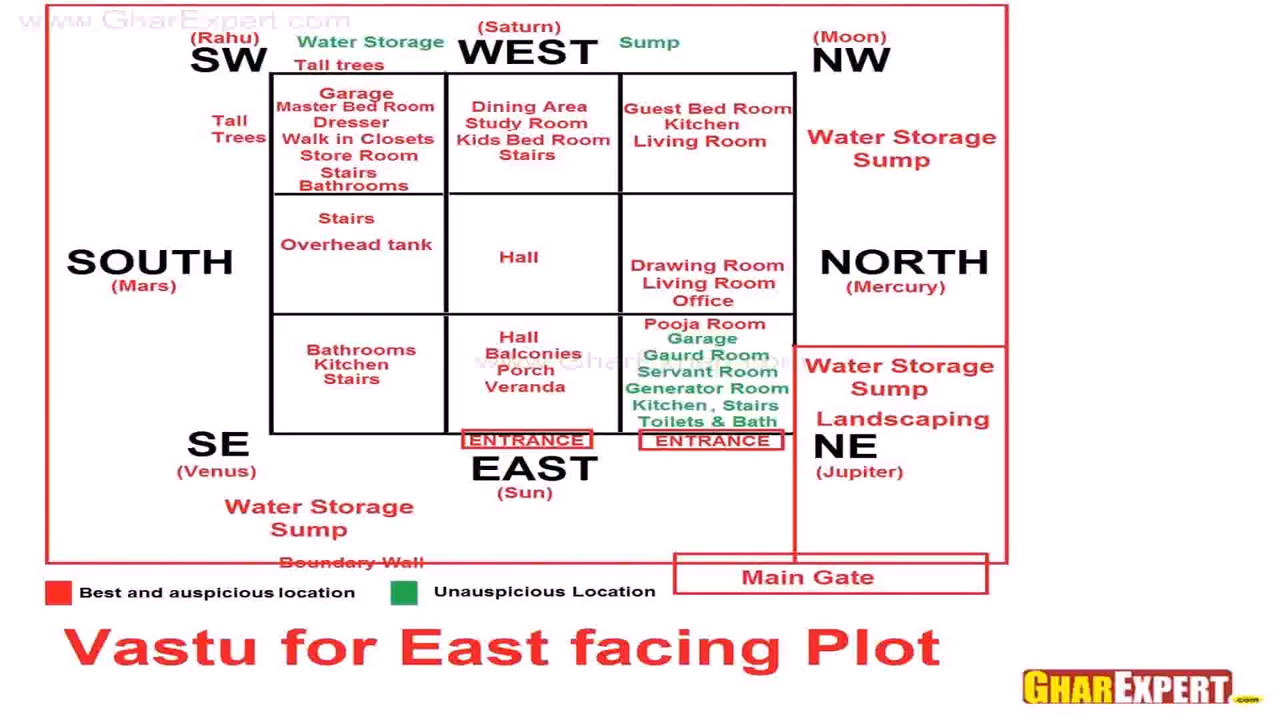 www.GharExpert.com
(Rahu)
SW
Water Storage
Tall trees
(Saturn)
WEST
Sump
(Moon)
NW
Tall
Trees
Garage
Master Bed Room
Dresser
Walk in Closets
Store Room
Stairs
Bathrooms
Dining Area
Study Room
Kids Bed Room
Stairs
Guest Bed Room
Kitchen
Living Room
Water Storage
Sump
SOUTH
(Mars)
Stairs
Overhead tank
Hall
Drawing Room
Living Room
Office
NORTH
(Mercury)
Bathrooms
Kitchen
Stairs
Hall
Balconies
Porch
Veranda
Pooja Room
Garage
Gaurd Room
Servant Room
Generator Room
Kitchen , Stairs
Toilets & Bath
www.GharExpert.com
Water Storage
Sump
Landscaping
SE
(Venus)
ENTRANCE
EAST
(Sun)
ENTRANCE
NE
(Jupiter)
Water Storage
Sump
Boundary Wall
Main Gate
Best and auspicious location
Unauspicious Location
Vastu for East facing Plot
GHAREXPERT.com